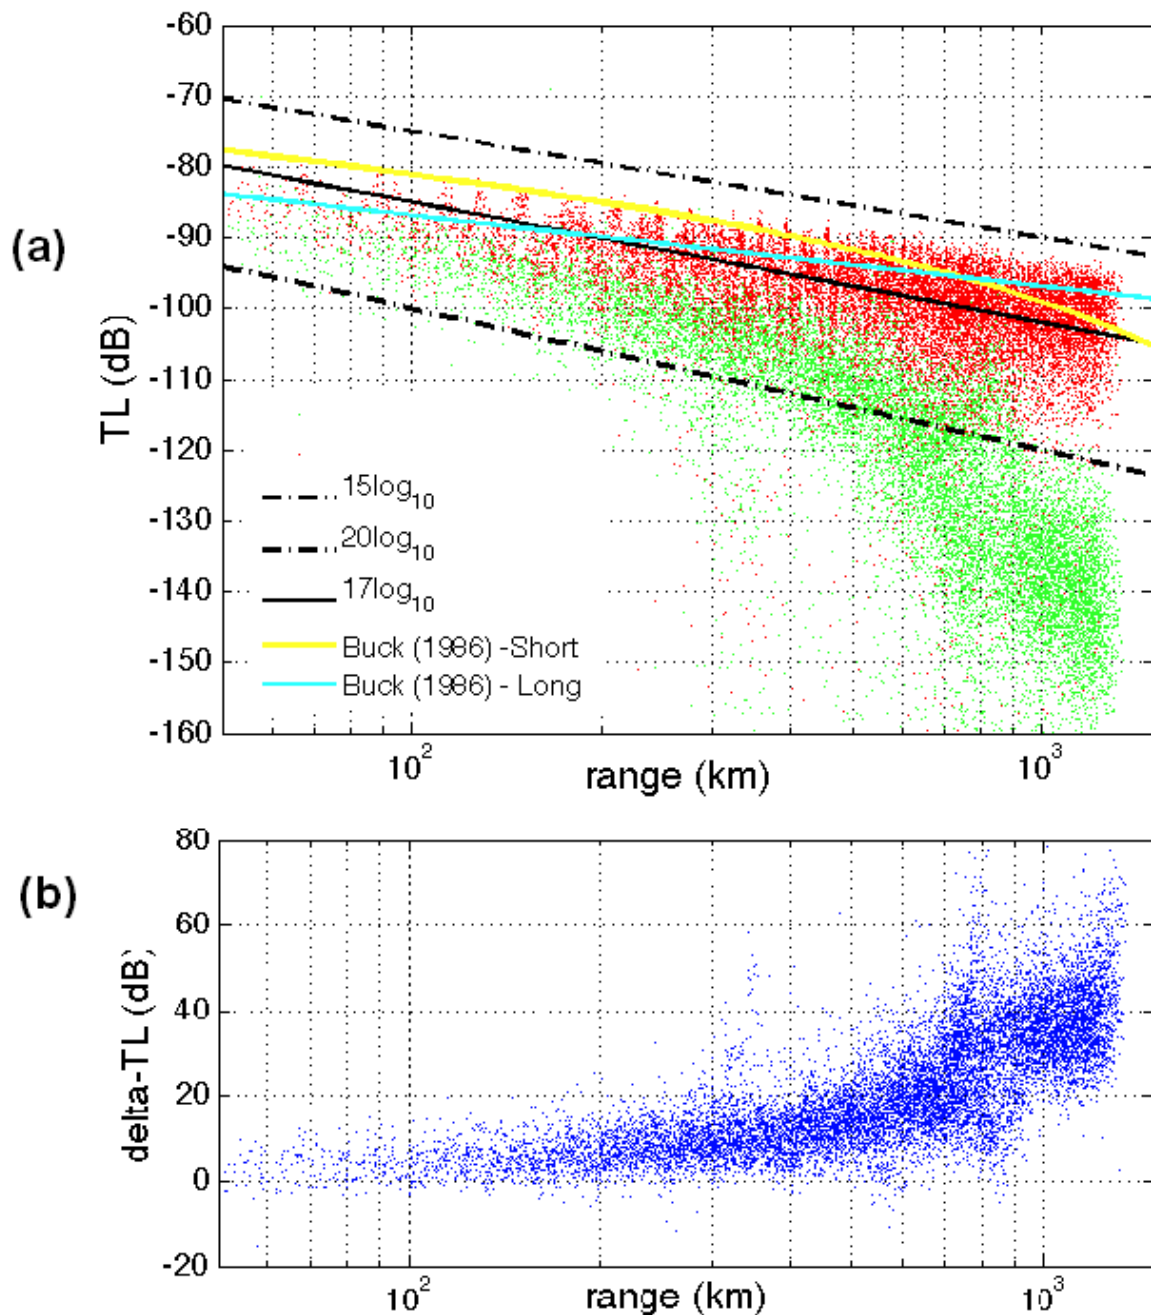 (a)
TL (dB)
-60
-70
-80
-90
-100
-110
-120
-130
-140
-150
-160
15log10
20log10
17log10
Buck (1986) -Short
Buck (1986) - Long
10^2
10^3
range (km)
(b)
delta-TL (dB)
80
60
40
20
0
-20
10^2
10^3
range (km)